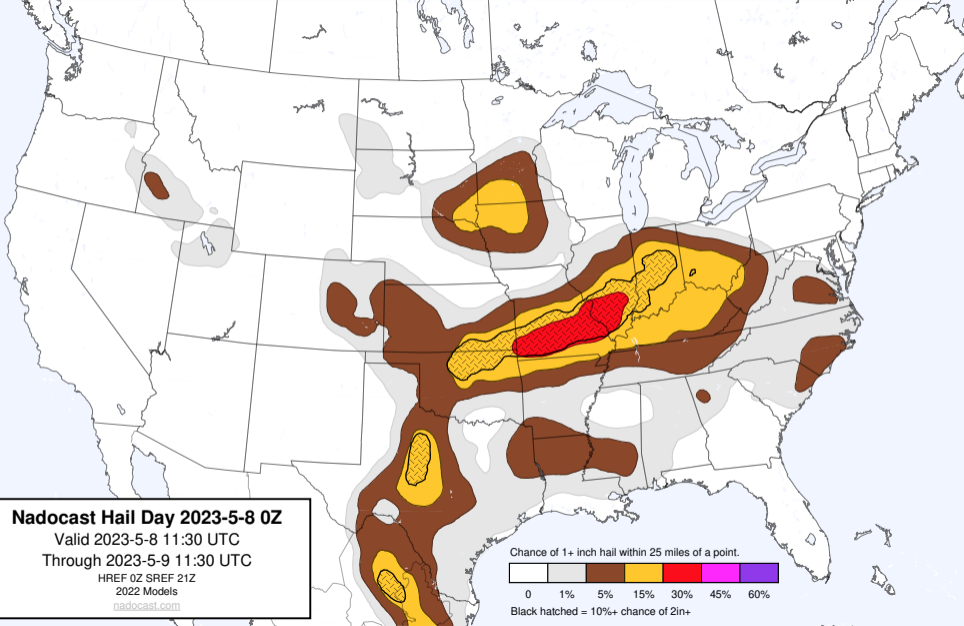 Nadocast Hail Day 2023-5-8 0Z
Valid 2023-5-8 11:30 UTC
Through 2023-5-9 11:30 UTC
HREF 0Z SREF 21Z
2022 Models
nadocast.com
Chance of 1+ inch hail within 25 miles of a point.
0 1% 5% 15% 30% 45% 60%
Black hatched = 10%+ chance of 2in+